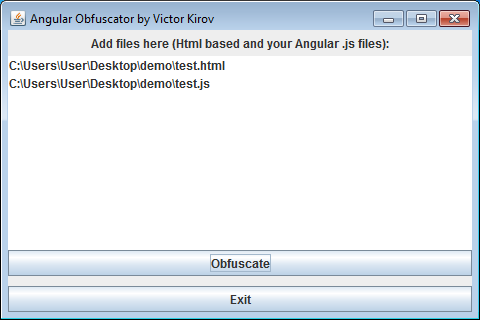 Angular Obfuscator by Victor Kirov
Add files here (Html based and your Angular .js files):
C:\Users\User\Desktop\demo\test.html
C:\Users\User\Desktop\demo\test.js
Obfuscate
Exit